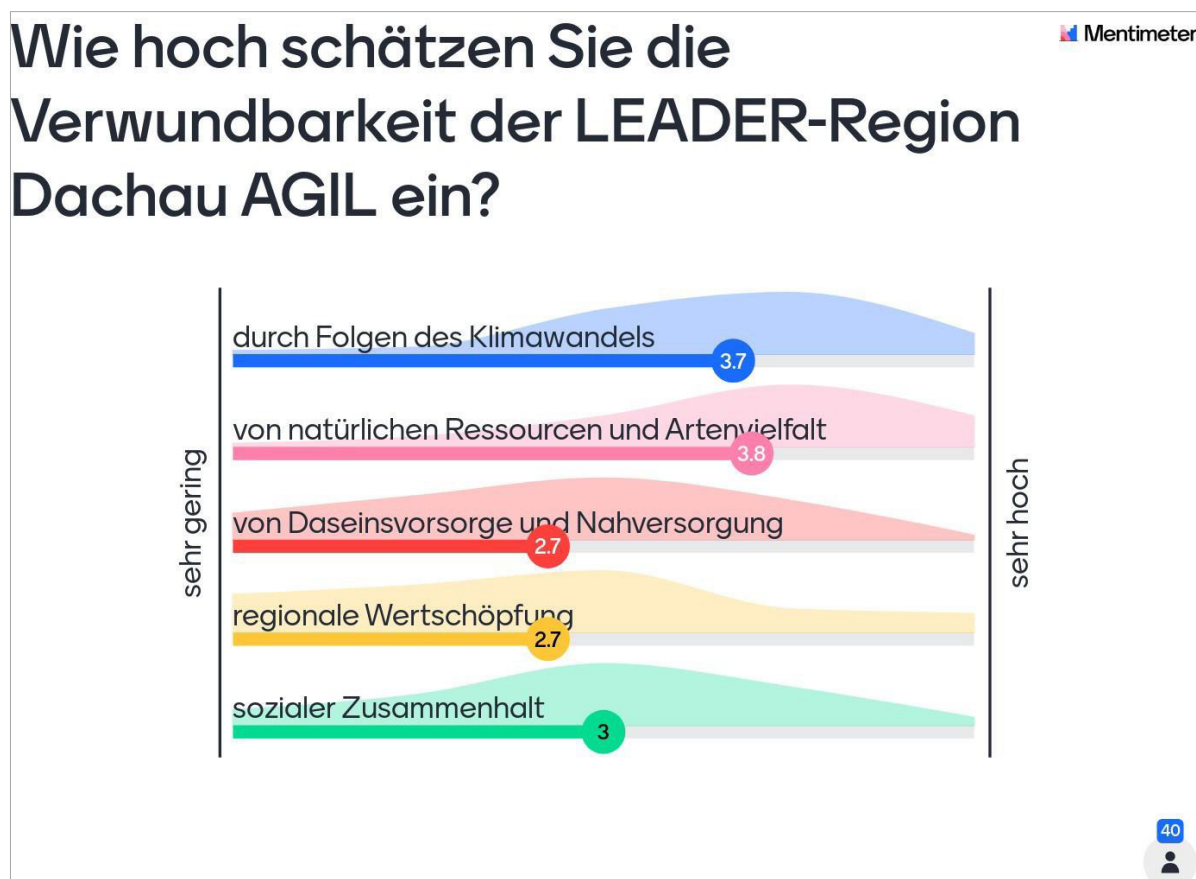 Wie hoch schätzen Sie die
Verwundbarkeit der LEADER-Region
Dachau AGIL ein?
Mentimeter
sehr gering
durch Folgen des Klimawandels
3.7
von natürlichen Ressourcen und Artenvielfalt
3.8
von Daseinsvorsorge und Nahversorgung
2.7
regionale Wertschöpfung
2.7
sozialer Zusammenhalt
3
sehr hoch
40